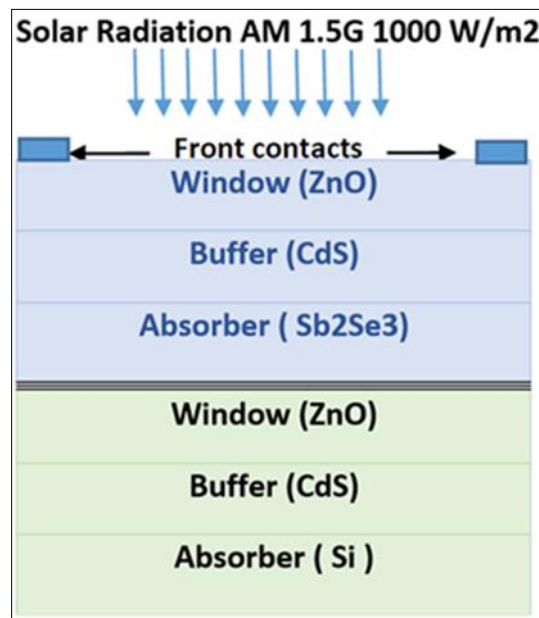 Solar Radiation AM 1.5G 1000 W/m2
Front contacts
Window (ZnO)
Buffer (CdS)
Absorber ( Sb2Se3)
Window (ZnO)
Buffer (CdS)
Absorber ( Si )